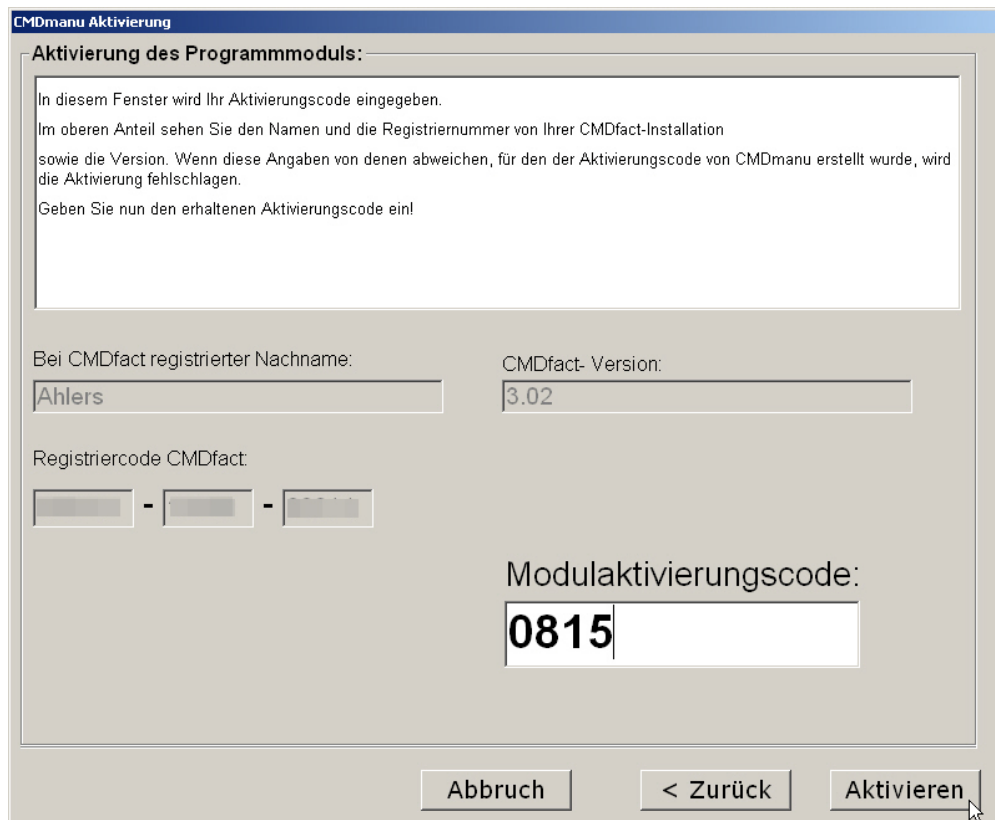 CMDmanu Aktivierung
Aktivierung des Programmmoduls:
In diesem Fenster wird Ihr Aktivierungscode eingegeben.
Im oberen Anteil sehen Sie den Namen und die Registriernummer von Ihrer CMDfact-Installation
sowie die Version. Wenn diese Angaben von denen abweichen, für den der Aktivierungscode von CMDmanu erstellt wurde, wird
die Aktivierung fehlschlagen.
Geben Sie nun den erhaltenen Aktivierungscode ein!
Bei CMDfact registrierter Nachname:
CMDfact- Version:
Ahlers
3.02
Registriercode CMDfact:
- -
Modulaktivierungscode:
0815
Abbruch
< Zurück
Aktivieren